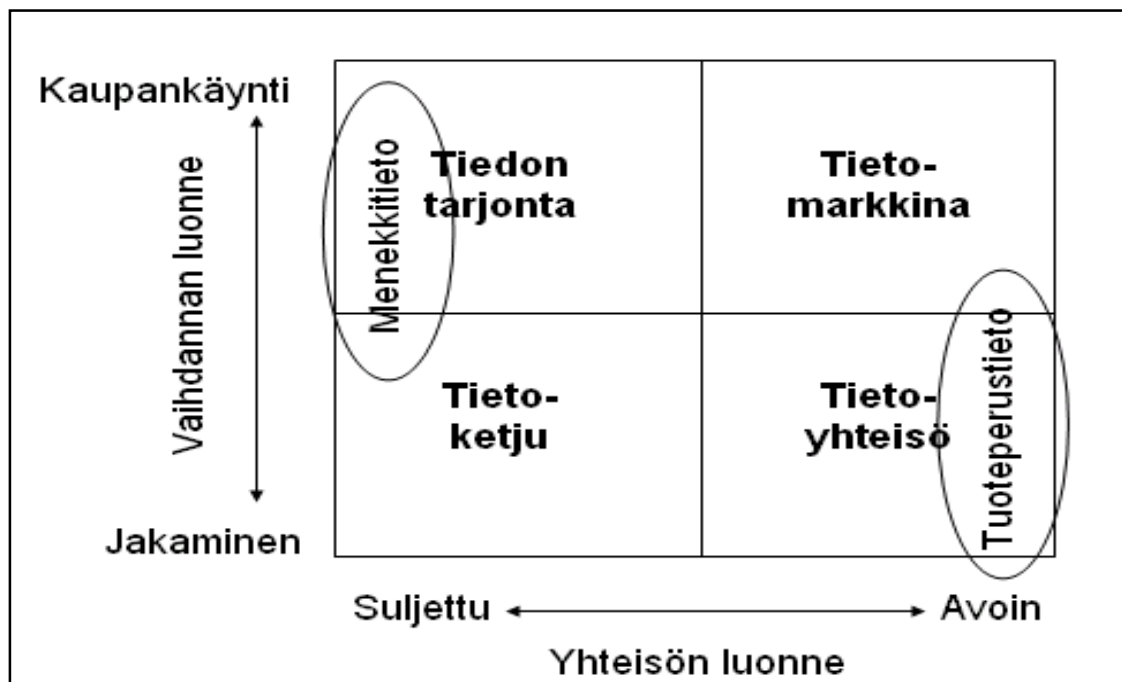 Kaupankäynti
Vaihdannan luonne
Jakaminen
Menekkitieto
Tiedon
tarjonta
Tieto-
markkina
Tieto-
ketju
Tieto-
yhteisö
Tuoteperustieto
Suljettu
Avoin
Yhteisön luonne